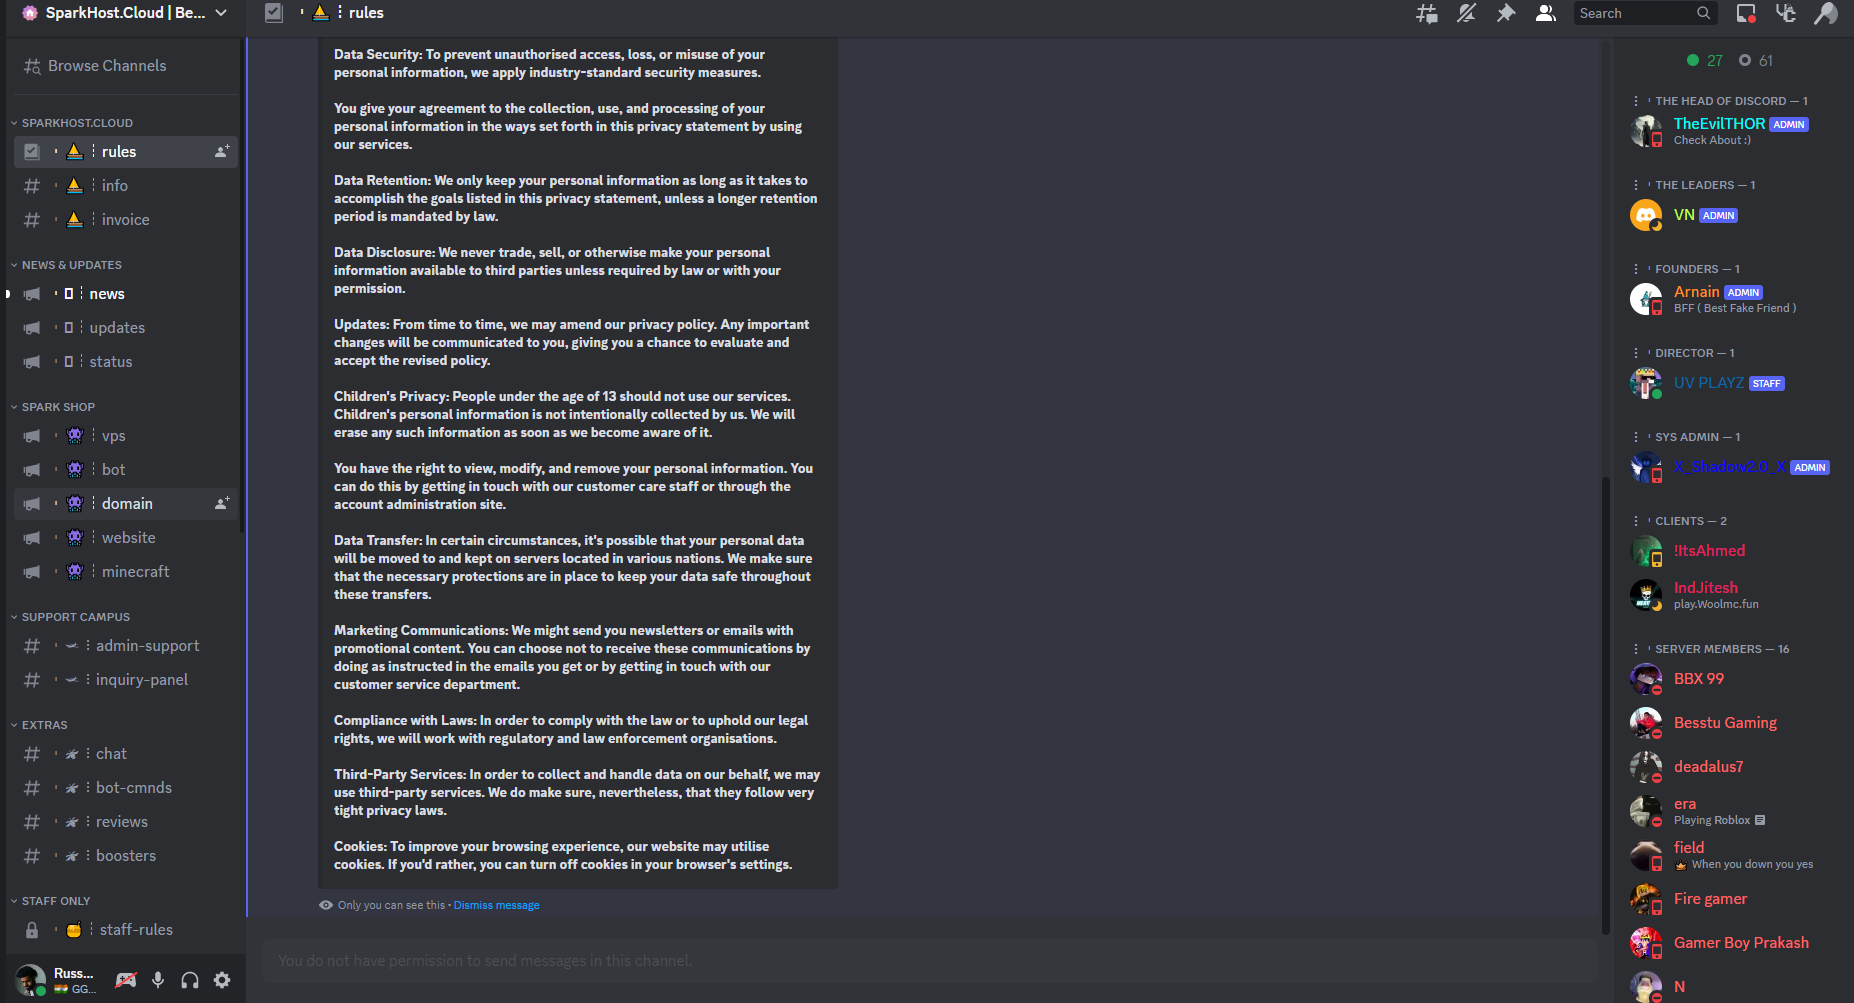 SparkHost.Cloud | Be...
Browse Channels
SPARKHOST.CLOUD
rules
info
invoice
NEWS & UPDATES
news
updates
status
SPARK SHOP
vps
bot
domain
website
minecraft
SUPPORT CAMPUS
admin-support
inquiry-panel
EXTRAS
chat
bot-cmnds
reviews
boosters
STAFF ONLY
staff-rules
Russ...
GG...
rules
Search
Data Security: To prevent unauthorised access, loss, or misuse of your
personal information, we apply industry-standard security measures.
You give your agreement to the collection, use, and processing of your
personal information in the ways set forth in this privacy statement by using
our services.
Data Retention: We only keep your personal information as long as it takes to
accomplish the goals listed in this privacy statement, unless a longer retention
period is mandated by law.
Data Disclosure: We never trade, sell, or otherwise make your personal
information available to third parties unless required by law or with your
permission.
Updates: From time to time, we may amend our privacy policy. Any important
changes will be communicated to you, giving you a chance to evaluate and
accept the revised policy.
Children's Privacy: People under the age of 13 should not use our services.
Children's personal information is not intentionally collected by us. We will
erase any such information as soon as we become aware of it.
You have the right to view, modify, and remove your personal information. You
can do this by getting in touch with our customer care staff or through the
account administration site.
Data Transfer: In certain circumstances, it's possible that your personal data
will be moved to and kept on servers located in various nations. We make sure
that the necessary protections are in place to keep your data safe throughout
these transfers.
Marketing Communications: We might send you newsletters or emails with
promotional content. You can choose not to receive these communications by
doing as instructed in the emails you get or by getting in touch with our
customer service department.
Compliance with Laws: In order to comply with the law or to uphold our legal
rights, we will work with regulatory and law enforcement organisations.
Third-Party Services: In order to collect and handle data on our behalf, we may
use third-party services. We do make sure, nevertheless, that they follow very
tight privacy laws.
Cookies: To improve your browsing experience, our website may utilise
cookies. If you'd rather, you can turn off cookies in your browser's settings.
Only you can see this • Dismiss message
You do not have permission to send messages in this channel.
27 61
THE HEAD OF DISCORD — 1
TheEvilTHOR ADMIN
Check About :)
THE LEADERS — 1
VN ADMIN
FOUNDERS — 1
Arnain ADMIN
BFF ( Best Fake Friend )
DIRECTOR — 1
UV PLAYZ STAFF
SYS ADMIN — 1
X_Shadow2.0_X ADMIN
CLIENTS — 2
!ItsAhmed
IndJitesh
play.Woolmc.fun
SERVER MEMBERS — 16
BBX 99
Besstu Gaming
deadalus7
era
Playing Roblox
field
When you down you yes
Fire gamer
Gamer Boy Prakash
N